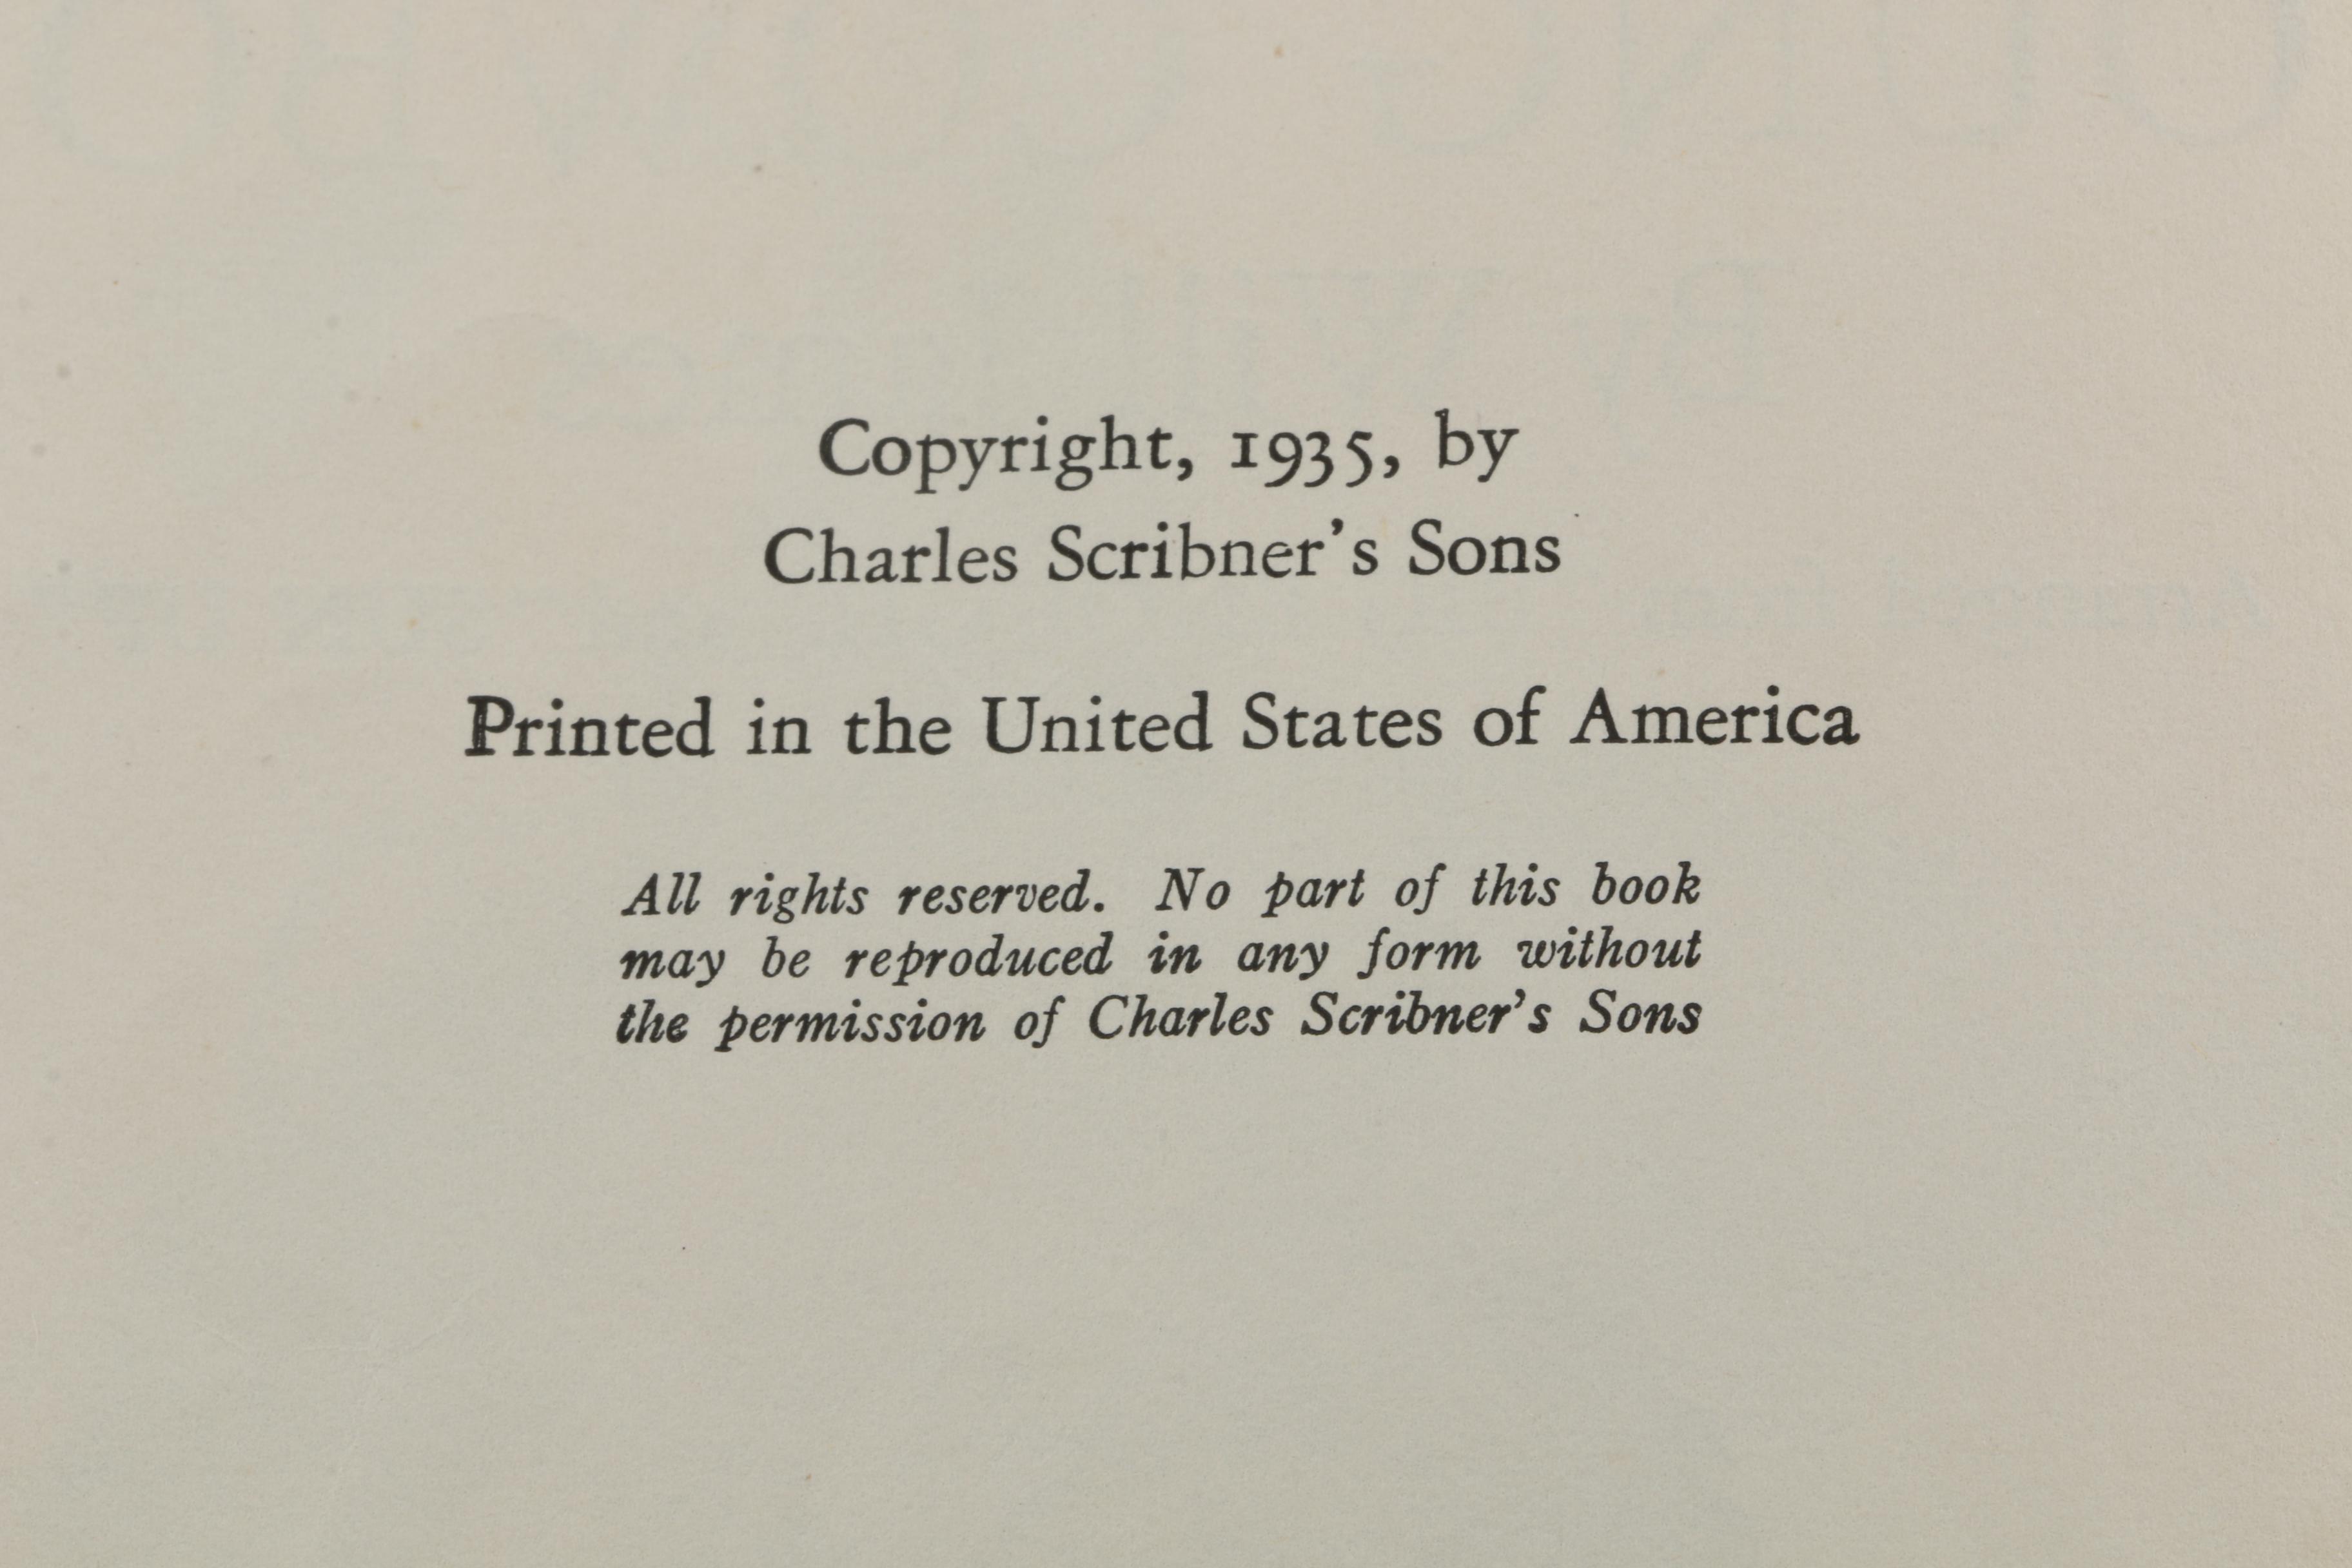 Copyright, 1935, by
Charles Scribner's Sons
Printed in the United States of America
All rights reserved. No part of this book
may be reproduced in any form without
the permission of Charles Scribner's Sons